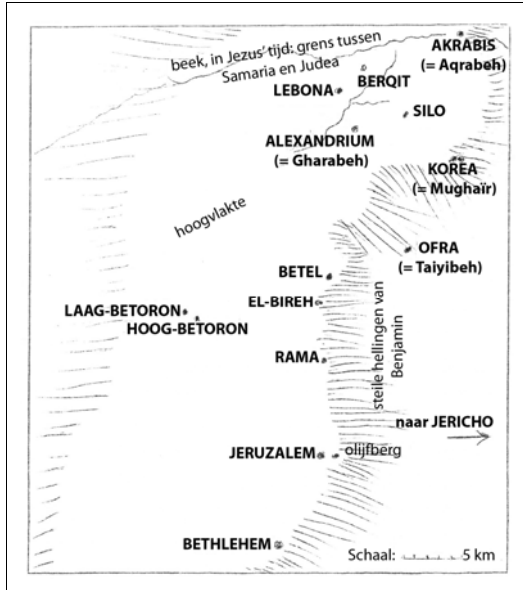 beek, in Jezus' tijd: grens tussen
Samaria en Judea
AKRABIS
(= Aqrabeh)
BERQIT
LEBONA
SILO
ALEXANDRIUM
(= Gharabeh)
KOREA
(= Mughaïr)
hoogvlakte
OFRA
(= Taiyibeh)
BETEL
EL-BIREH
LAAG-BETORON
HOOG-BETORON
steile hellingen van
Benjamin
RAMA
naar JERICHO
JERUZALEM
olijfberg
BETHLEHEM
Schaal:
5 km